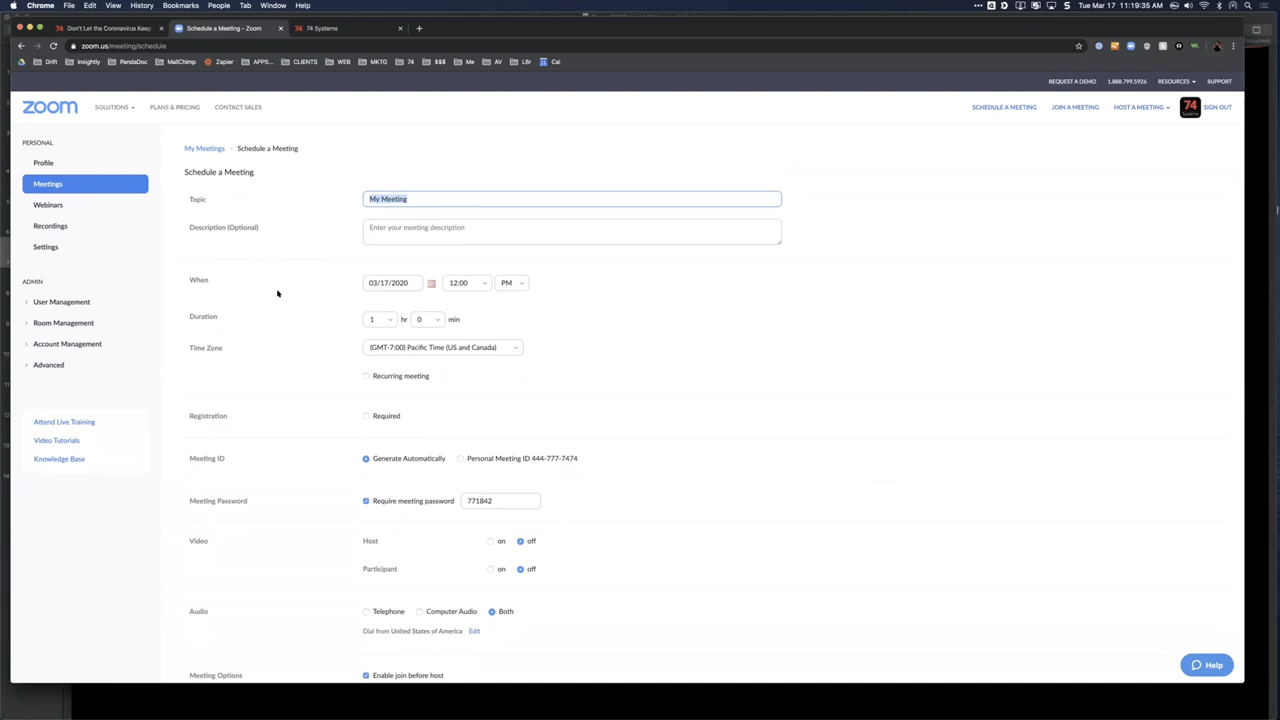 Chrome File Edit View History Bookmarks People Tab Window Help
Tue Mar 17 11:19:35 AM
Don't Let the Coronavirus Keep
Schedule a Meeting - Zoom
74 Systems
zoom.us/meeting/schedule
Drift Insightly PandaDoc MailChimp Zapier APPS... CLIENTS WEB MKTG 74 $$$ Me AV L8r Cal
REQUEST A DEMO 1.888.799.5926 RESOURCES SUPPORT
zoom SOLUTIONS PLANS & PRICING CONTACT SALES SCHEDULE A MEETING JOIN A MEETING HOST A MEETING 74 Systems SIGN OUT
PERSONAL
Profile
Meetings
Webinars
Recordings
Settings
ADMIN
User Management
Room Management
Account Management
Advanced
Attend Live Training
Video Tutorials
Knowledge Base
My Meetings Schedule a Meeting
Schedule a Meeting
Topic My Meeting
Description (Optional) Enter your meeting description
When 03/17/2020 12:00 PM
Duration 1 hr 0 min
Time Zone (GMT-7:00) Pacific Time (US and Canada)
Recurring meeting
Registration Required
Meeting ID Generate Automatically Personal Meeting ID 444-777-7474
Meeting Password Require meeting password 771842
Video Host on off
Participant on off
Audio Telephone Computer Audio Both
Dial from United States of America Edit
Meeting Options Enable join before host
Help